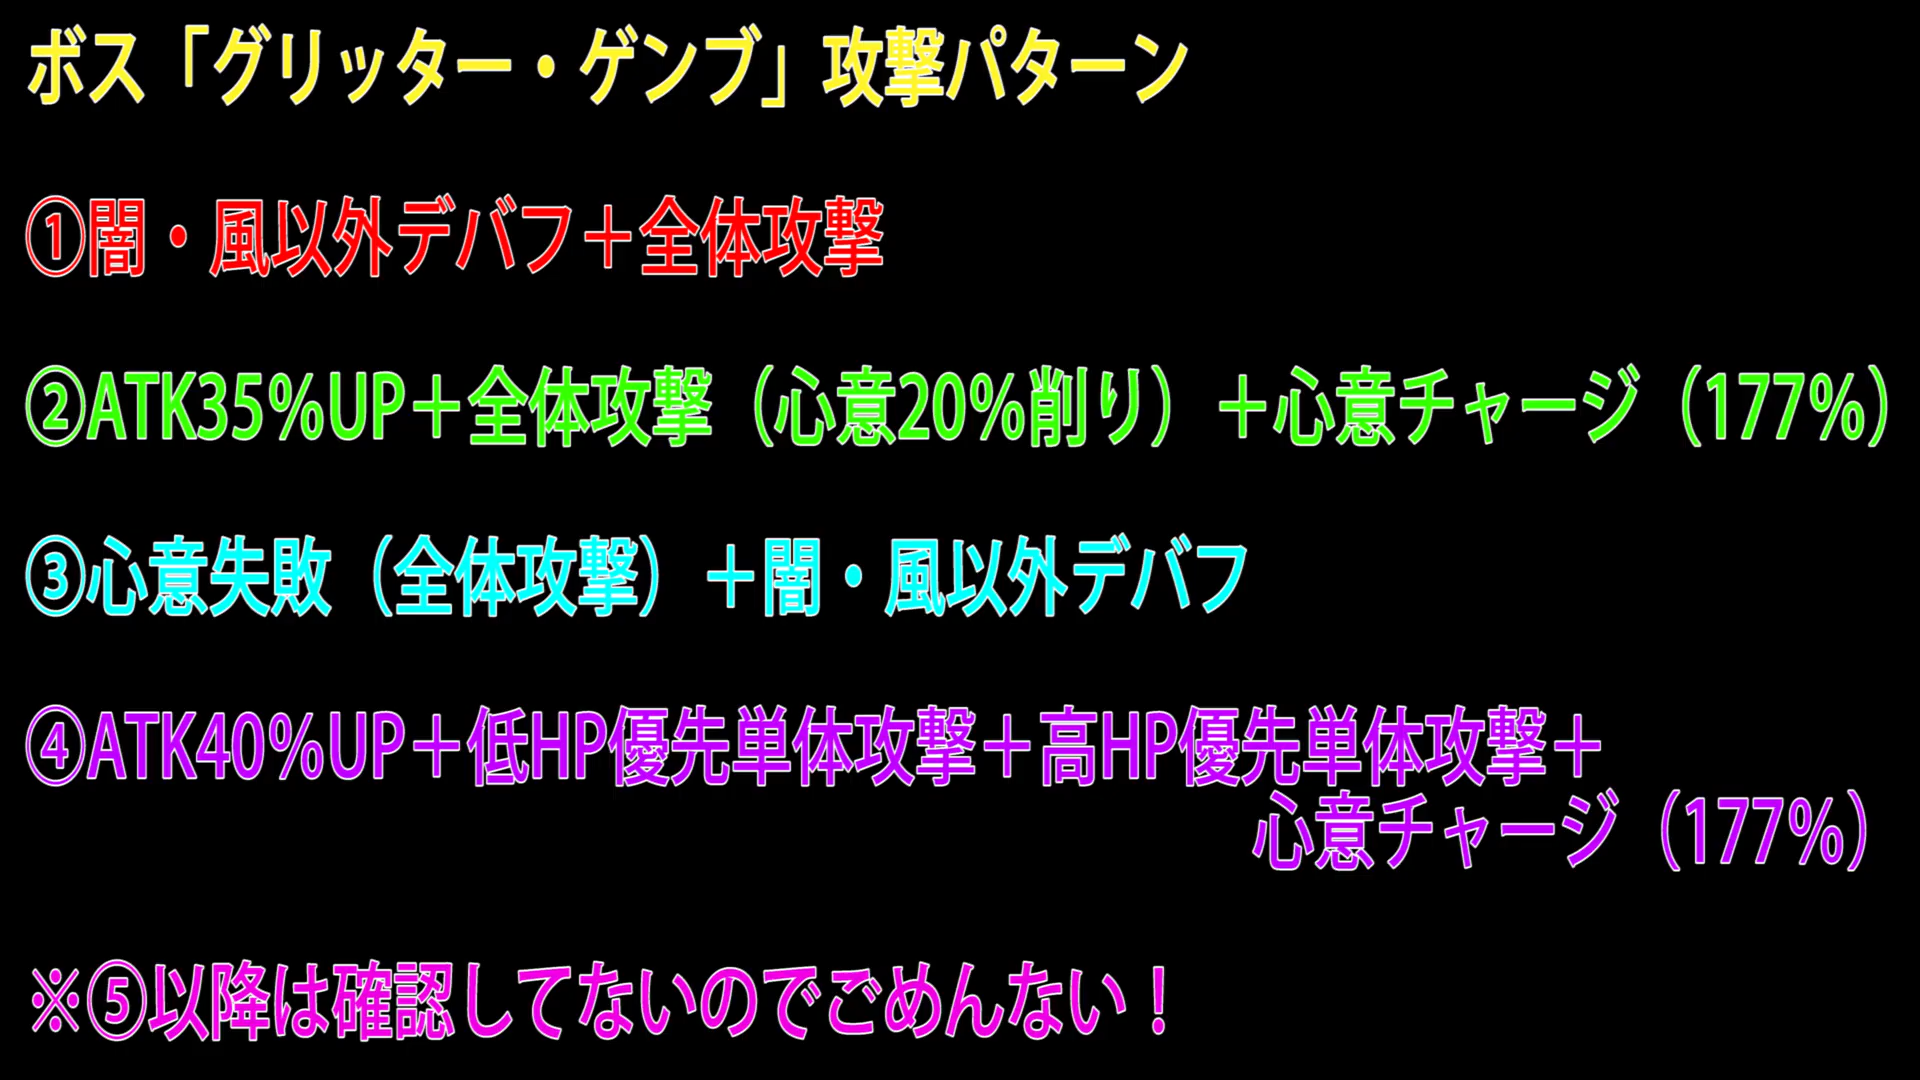 ボス「グリッター・ゲンブ」攻撃パターン
①闇・風以外デバフ＋全体攻撃
②ATK35%UP＋全体攻撃（心意20%削り）＋心意チャージ（177%）
③心意失敗（全体攻撃）＋闇・風以外デバフ
④ATK40%UP＋低HP優先単体攻撃＋高HP優先単体攻撃＋
心意チャージ（177%）
※⑤以降は確認してないのでごめんない！